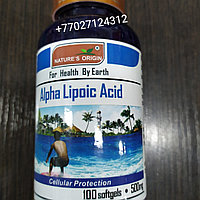 +77027124312
NATURE'S ORIGIN
For Health By Earth
Alpha Lipoic Acid
Cellular Protection
100 softgels • 500mg